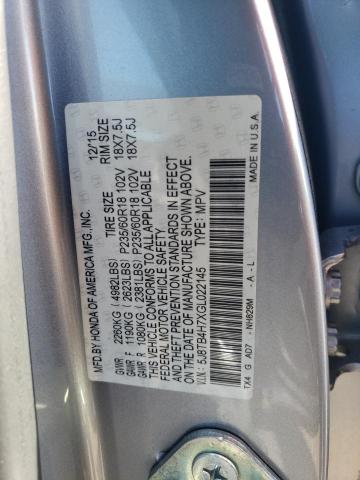 MFD.BY HONDA OF AMERICA MFG.,INC. 12/15
TIRE SIZE RIM SIZE
GVWR 2260KG (4982LBS)
GAWR F 1190KG (2623LBS) P235/60R18 102V 18X7.5J
GAWR R 1080KG (2381LBS) P235/60R18 102V 18X7.5J
THIS VEHICLE CONFORMS TO ALL APPLICABLE
FEDERAL MOTOR VEHICLE SAFETY,
BUMPER, AND THEFT PREVENTION STANDARDS IN EFFECT
ON THE DATE OF MANUFACTURE SHOWN ABOVE.
V.I.N.: 5J8TB4H7XGL022145 TYPE: MPV
TX4 G AD7 -NH829M -A -L MADE IN U.S.A.